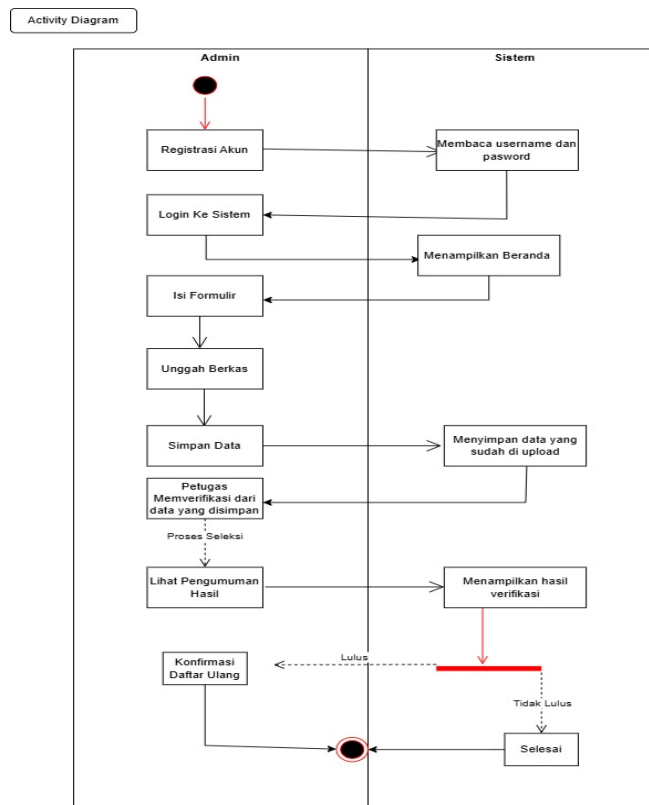 Activity Diagram
Admin
Sistem
Registrasi Akun
Membaca username dan
pasword
Login Ke Sistem
Menampilkan Beranda
Isi Formulir
Unggah Berkas
Simpan Data
Menyimpan data yang
sudah di upload
Petugas
Memverifikasi dari
data yang disimpan
Proses Seleksi
Lihat Pengumuman
Hasil
Menampilkan hasil
verifikasi
Lulus
Konfirmasi
Daftar Ulang
Tidak Lulus
Selesai